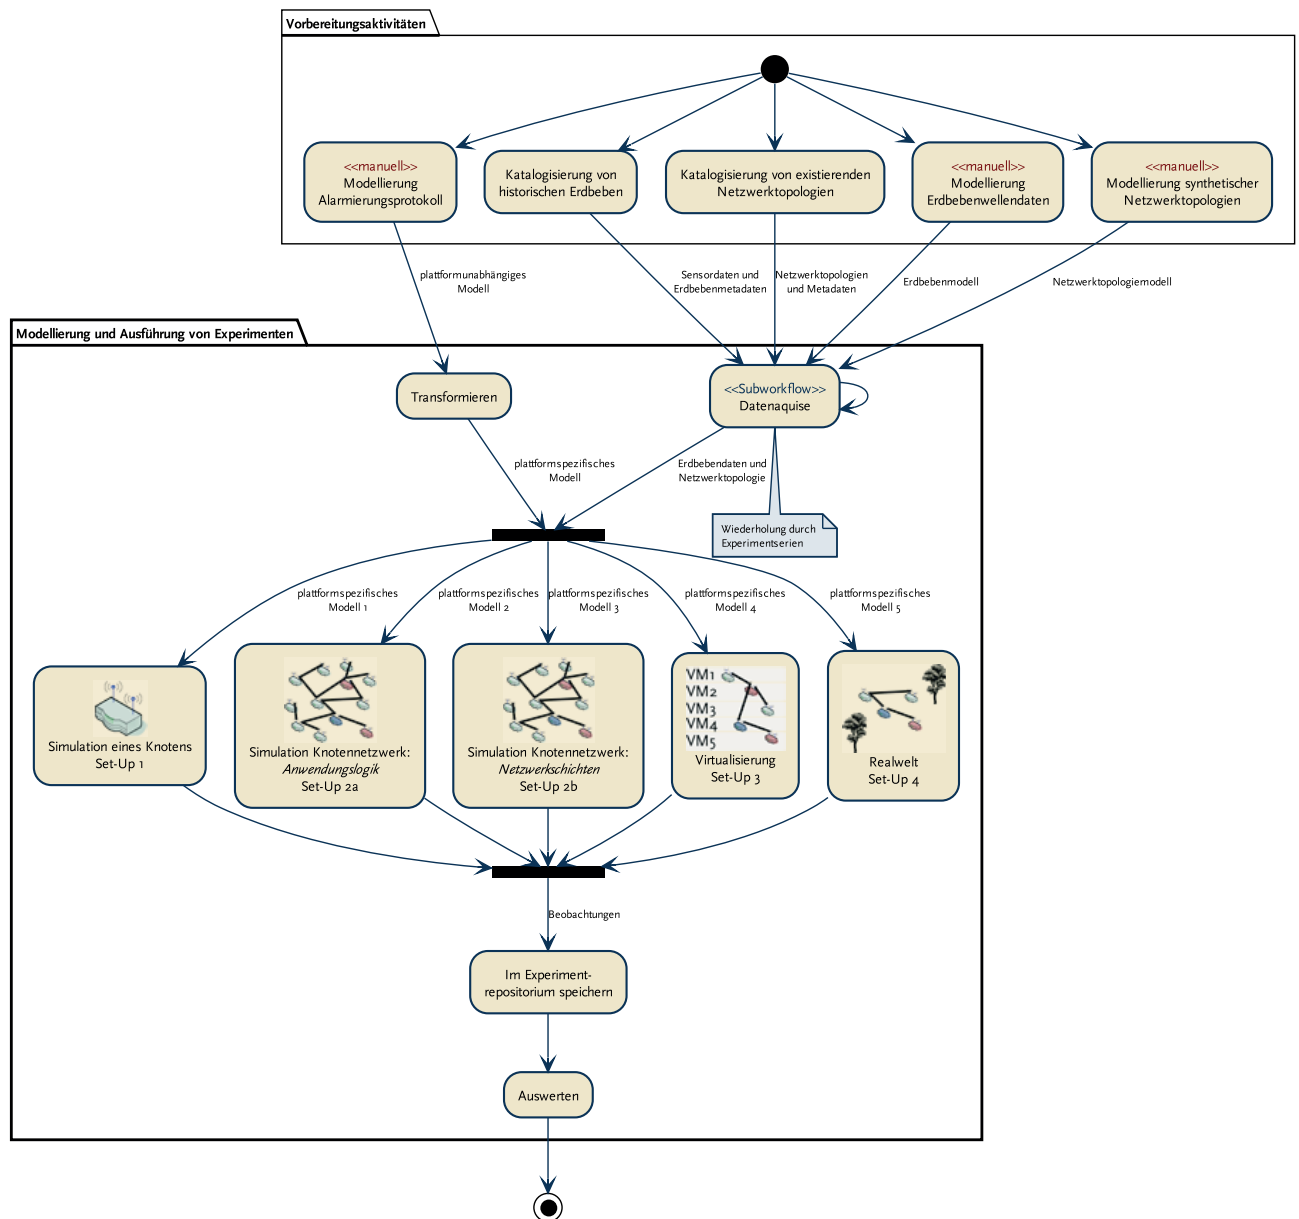 Vorbereitungsaktivitäten
<<manuell>>
Modellierung
Alarmierungsprotokoll
Katalogisierung von
historischen Erdbeben
Katalogisierung von existierenden
Netzwerktopologien
<<manuell>>
Modellierung
Erdbebenwellendaten
<<manuell>>
Modellierung synthetischer
Netzwerktopologien
plattformunabhängiges
Modell
Sensordaten und
Erdbebenmetadaten
Netzwerktopologien
und Metadaten
Erdbebenmodell
Netzwerktopologiemodell
Modellierung und Ausführung von Experimenten
Transformieren
<<Subworkflow>>
Datenaquise
plattformspezifisches
Modell
Erdbebendaten und
Netzwerktopologie
Wiederholung durch
Experimentserien
plattformspezifisches
Modell 1
plattformspezifisches
Modell 2
plattformspezifisches
Modell 3
plattformspezifisches
Modell 4
plattformspezifisches
Modell 5
Simulation eines Knotens
Set-Up 1
Simulation Knotennetzwerk:
Anwendungslogik
Set-Up 2a
Simulation Knotennetzwerk:
Netzwerkschichten
Set-Up 2b
VM1
VM2
VM3
VM4
VM5
Virtualisierung
Set-Up 3
Realwelt
Set-Up 4
Beobachtungen
Im Experiment-
repositorium speichern
Auswerten